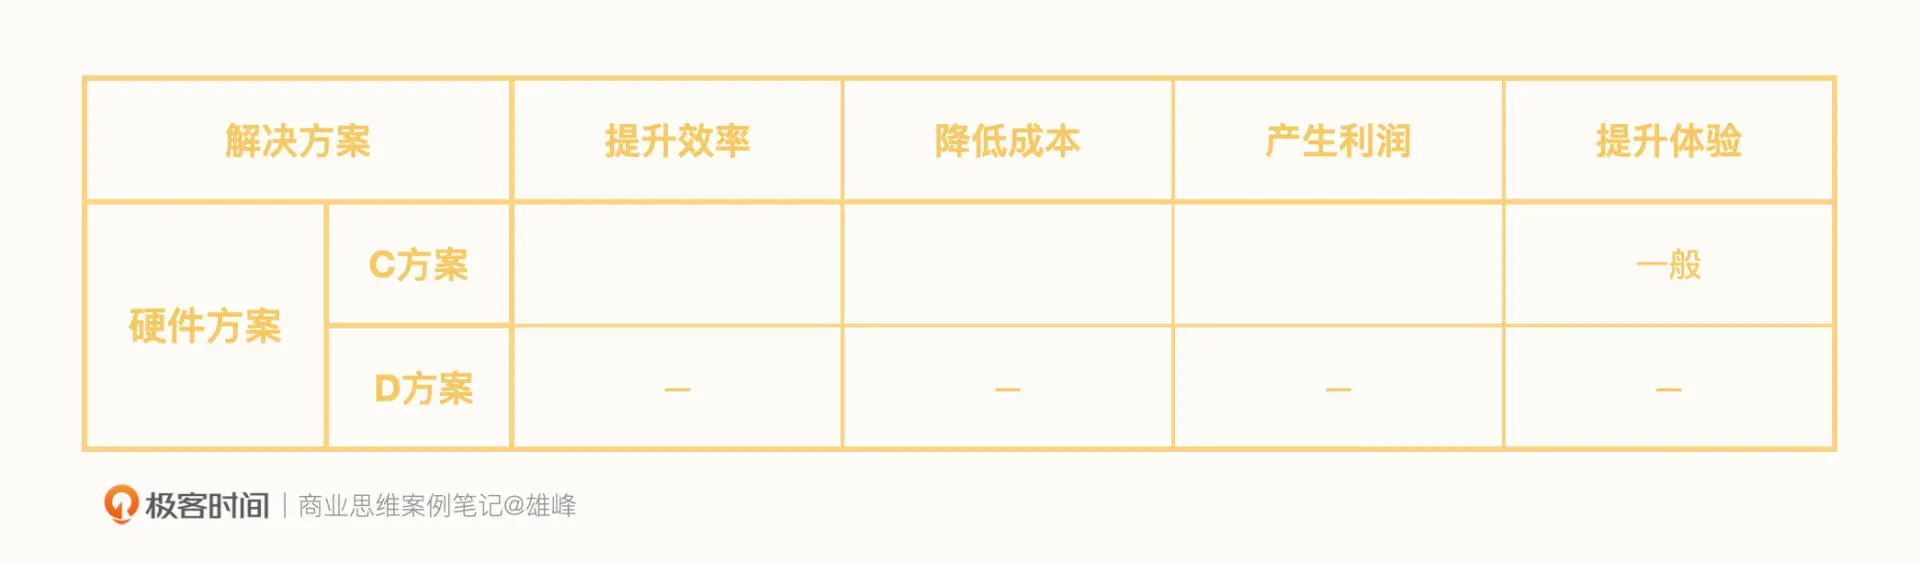 解决方案 提升效率 降低成本 产生利润 提升体验
硬件方案
C方案 一般
D方案 — — — —
极客时间 | 商业思维案例笔记@雄峰